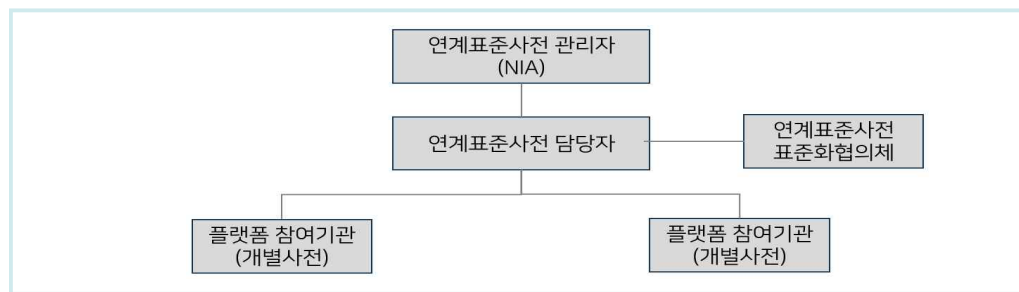 연계표준사전 관리자
(NIA)
연계표준사전 담당자
연계표준사전
표준화협의체
플랫폼 참여기관
(개별사전)
플랫폼 참여기관
(개별사전)